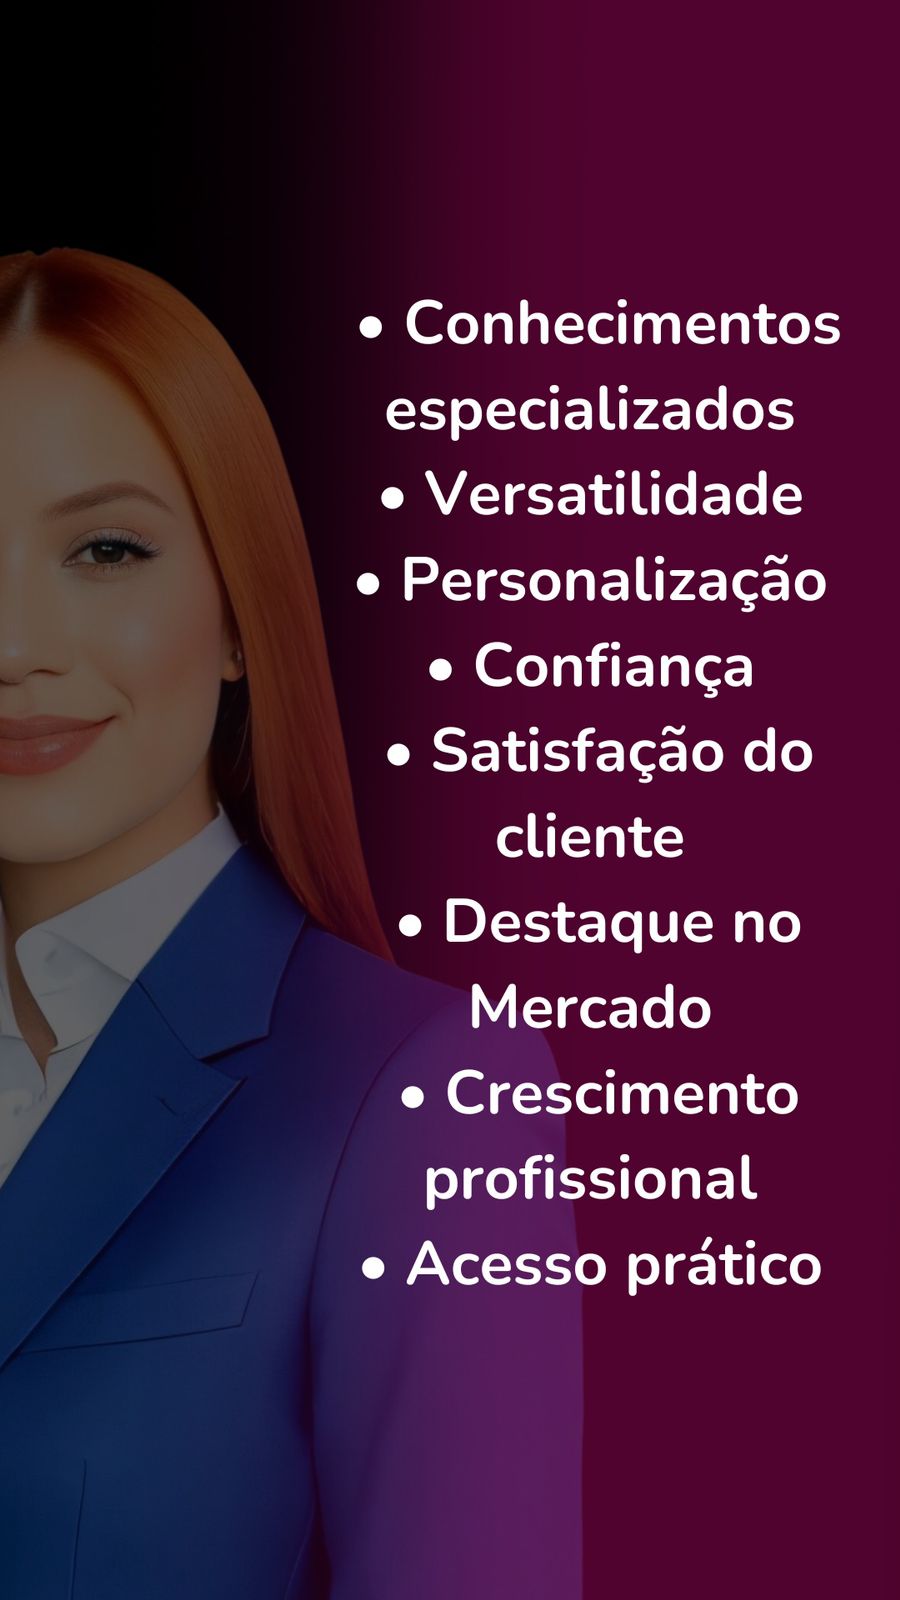 • Conhecimentos
especializados
• Versatilidade
• Personalização
• Confiança
• Satisfação do
cliente
• Destaque no
Mercado
• Crescimento
profissional
• Acesso prático